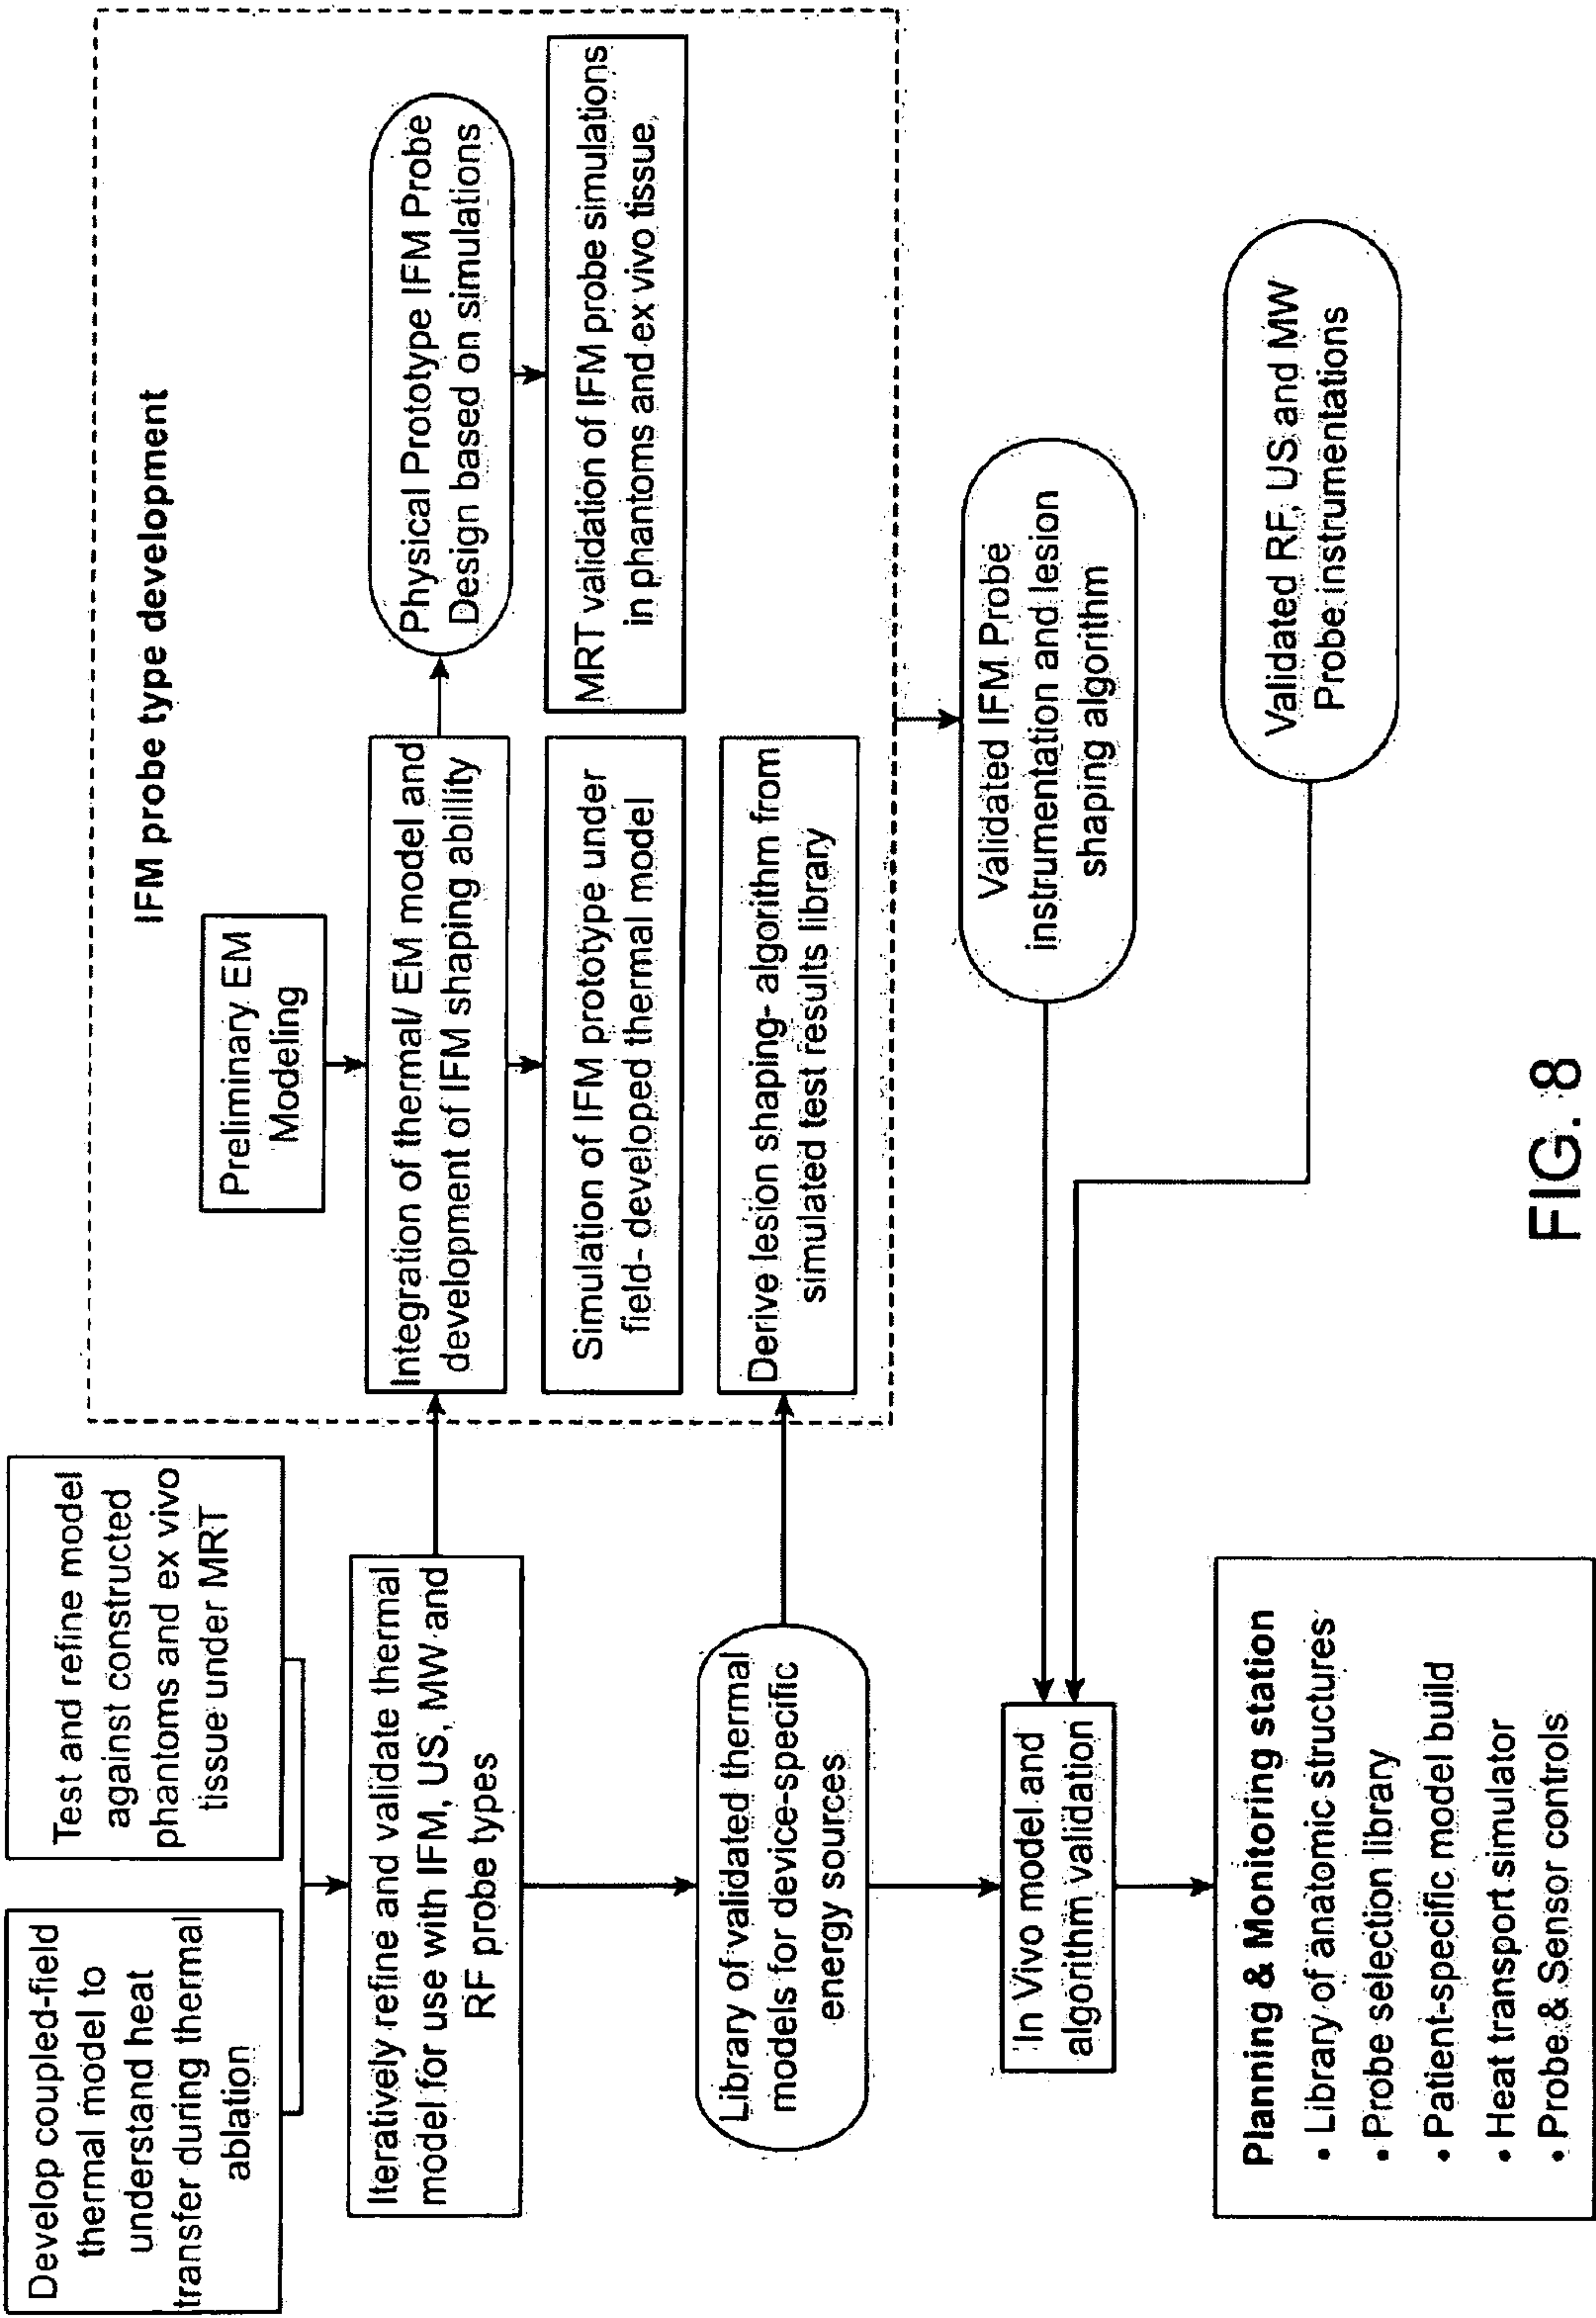 Develop coupled-field
thermal model to
understand heat
transfer during thermal
ablation
Test and refine model
against constructed
phantoms and ex vivo
tissue under MRT
Iteratively refine and validate thermal
model for use with IFM, US, MW and
RF probe types
Library of validated thermal
models for device-specific
energy sources
In Vivo model and
algorithm validation
Planning & Monitoring station
• Library of anatomic structures
• Probe selection library
• Patient-specific model build
• Heat transport simulator
• Probe & Sensor controls
IFM probe type development
Preliminary EM
Modeling
Integration of thermal/ EM model and
development of IFM shaping ability
Simulation of IFM prototype under
field- developed thermal model
Derive lesion shaping- algorithm from
simulated test results library
Physical Prototype IFM Probe
Design based on simulations
MRT validation of IFM probe simulations
in phantoms and ex vivo tissue
Validated IFM Probe
instrumentation and lesion
shaping algorithm
Validated RF, US and MW
Probe instrumentations
FIG. 8